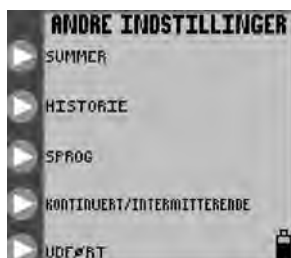 ANDRE INDSTILLINGER
SUMMER
HISTORIE
SPROG
KONTINUERT/INTERMITTERENDE
UDFØRT